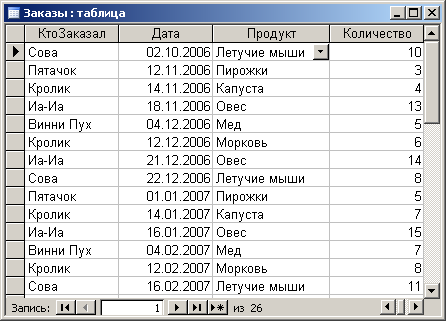 Заказы : таблица
КтоЗаказал Дата Продукт Количество
Сова 02.10.2006 Летучие мыши 10
Пятачок 12.11.2006 Пирожки 3
Кролик 14.11.2006 Капуста 4
Иа-Иа 18.11.2006 Овес 13
Винни Пух 04.12.2006 Мед 5
Кролик 12.12.2006 Морковь 6
Иа-Иа 21.12.2006 Овес 14
Сова 22.12.2006 Летучие мыши 8
Пятачок 01.01.2007 Пирожки 5
Кролик 14.01.2007 Капуста 7
Иа-Иа 16.01.2007 Овес 15
Винни Пух 04.02.2007 Мед 7
Кролик 12.02.2007 Морковь 8
Сова 16.02.2007 Летучие мыши 11
Запись: 1 из 26